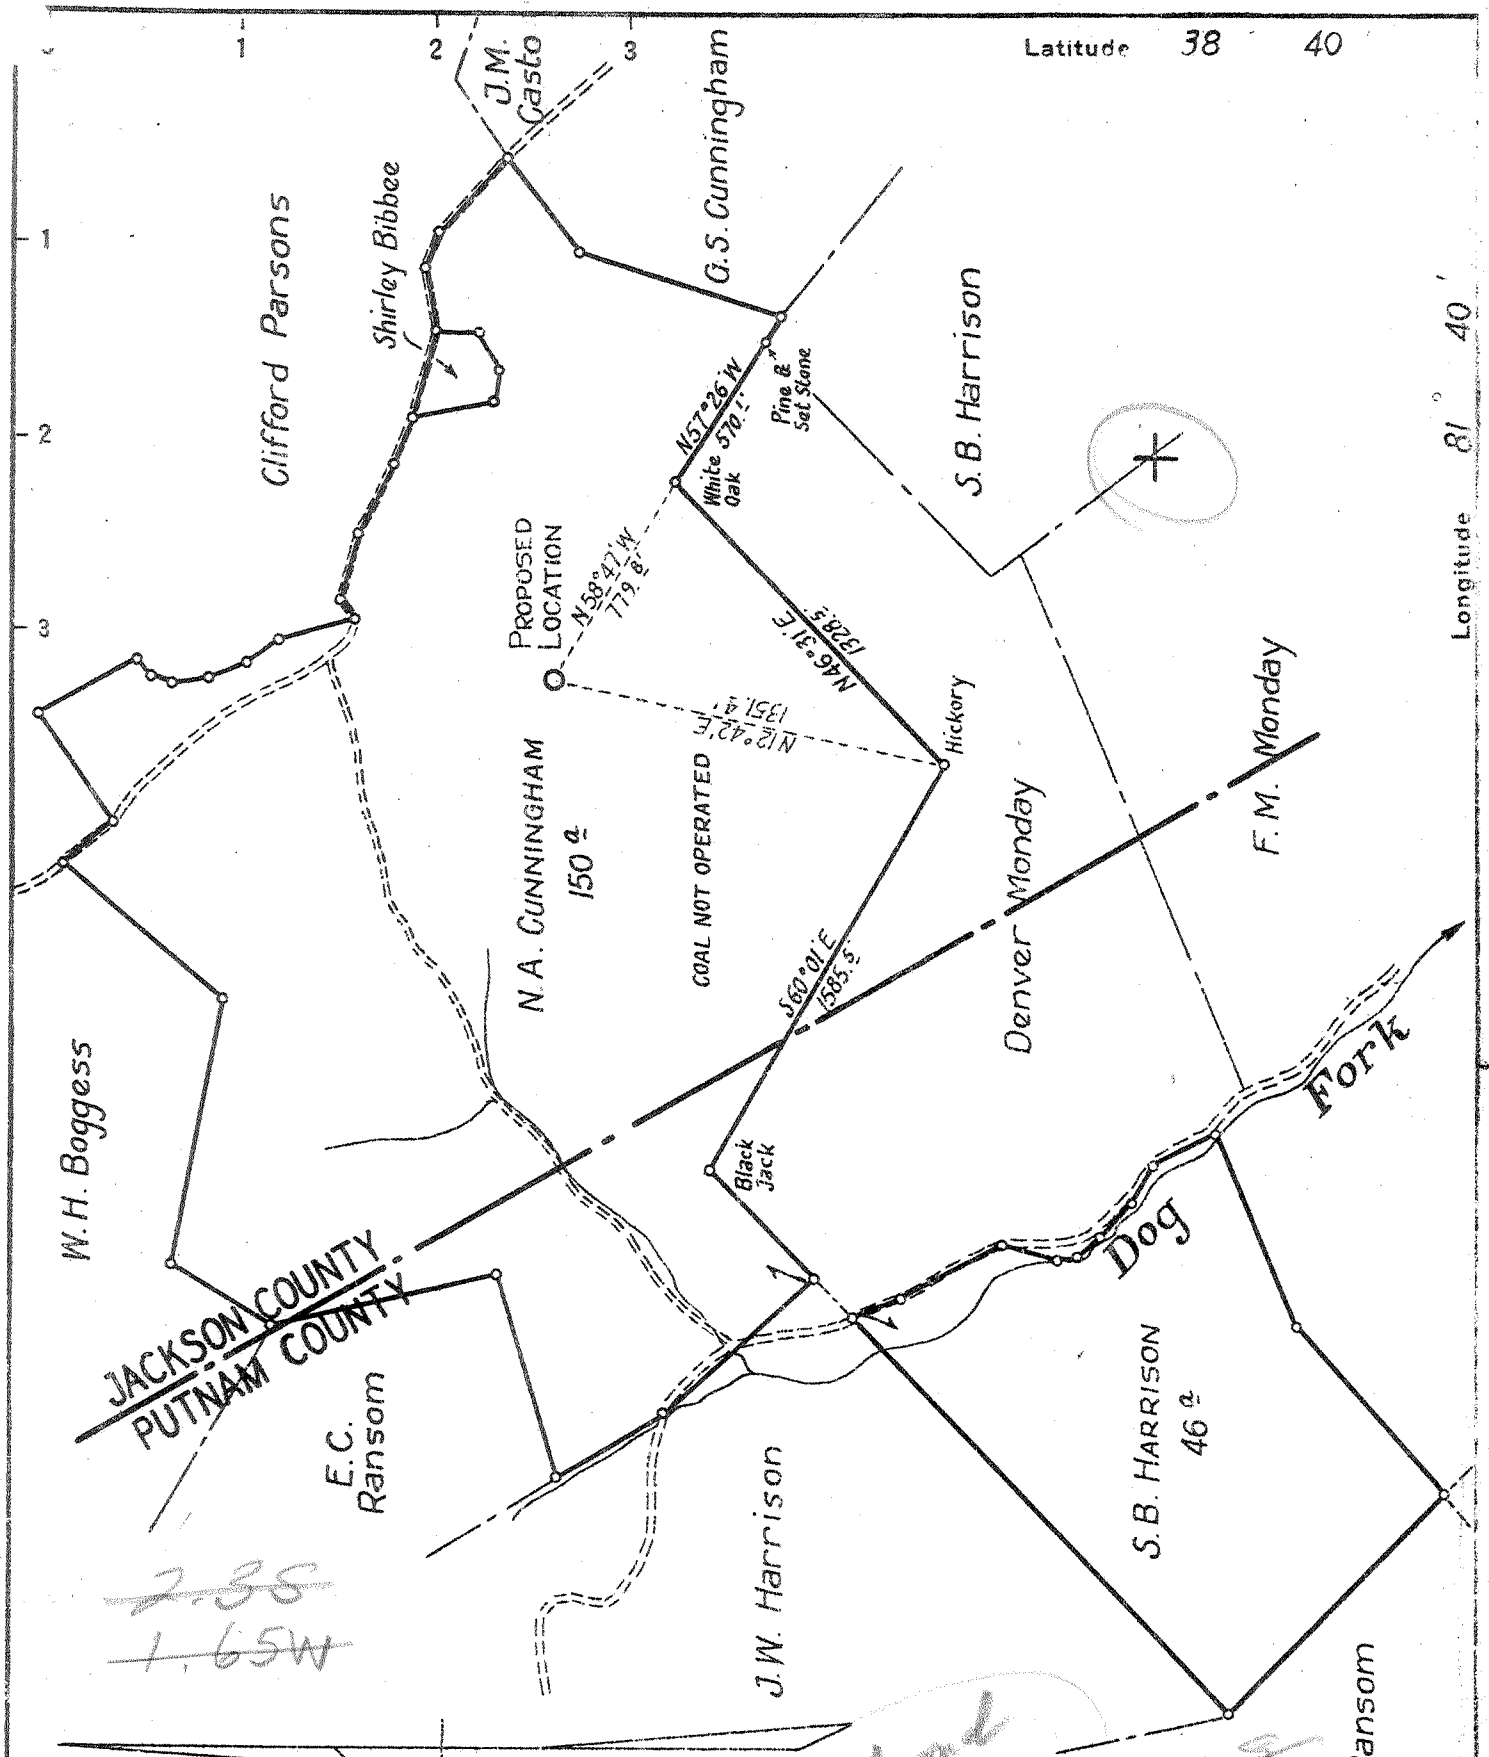 1
2
3
Latitude 38 40
J.M.
Casto
G.S. Cunningham
Clifford Parsons
Shirley Bibbee
1
2
3
Longitude 81° 40'
S.B. Harrison
Pine &
Set Stone
N57°26'W
570.1'
White
Oak
PROPOSED
LOCATION
N58°47'W
779.8'
N46°31'E
1328.5'
N12°42'E
1351.4'
Hickory
N.A. CUNNINGHAM
150 a
COAL NOT OPERATED
S60°01'E
1585.5'
Denver Monday
F.M. Monday
W.H. Boggess
Black
Jack
Dog Fork
JACKSON COUNTY
PUTNAM COUNTY
E.C.
Ransom
J.W. Harrison
S.B. HARRISON
46 a
2.3S
1.65W
ansom